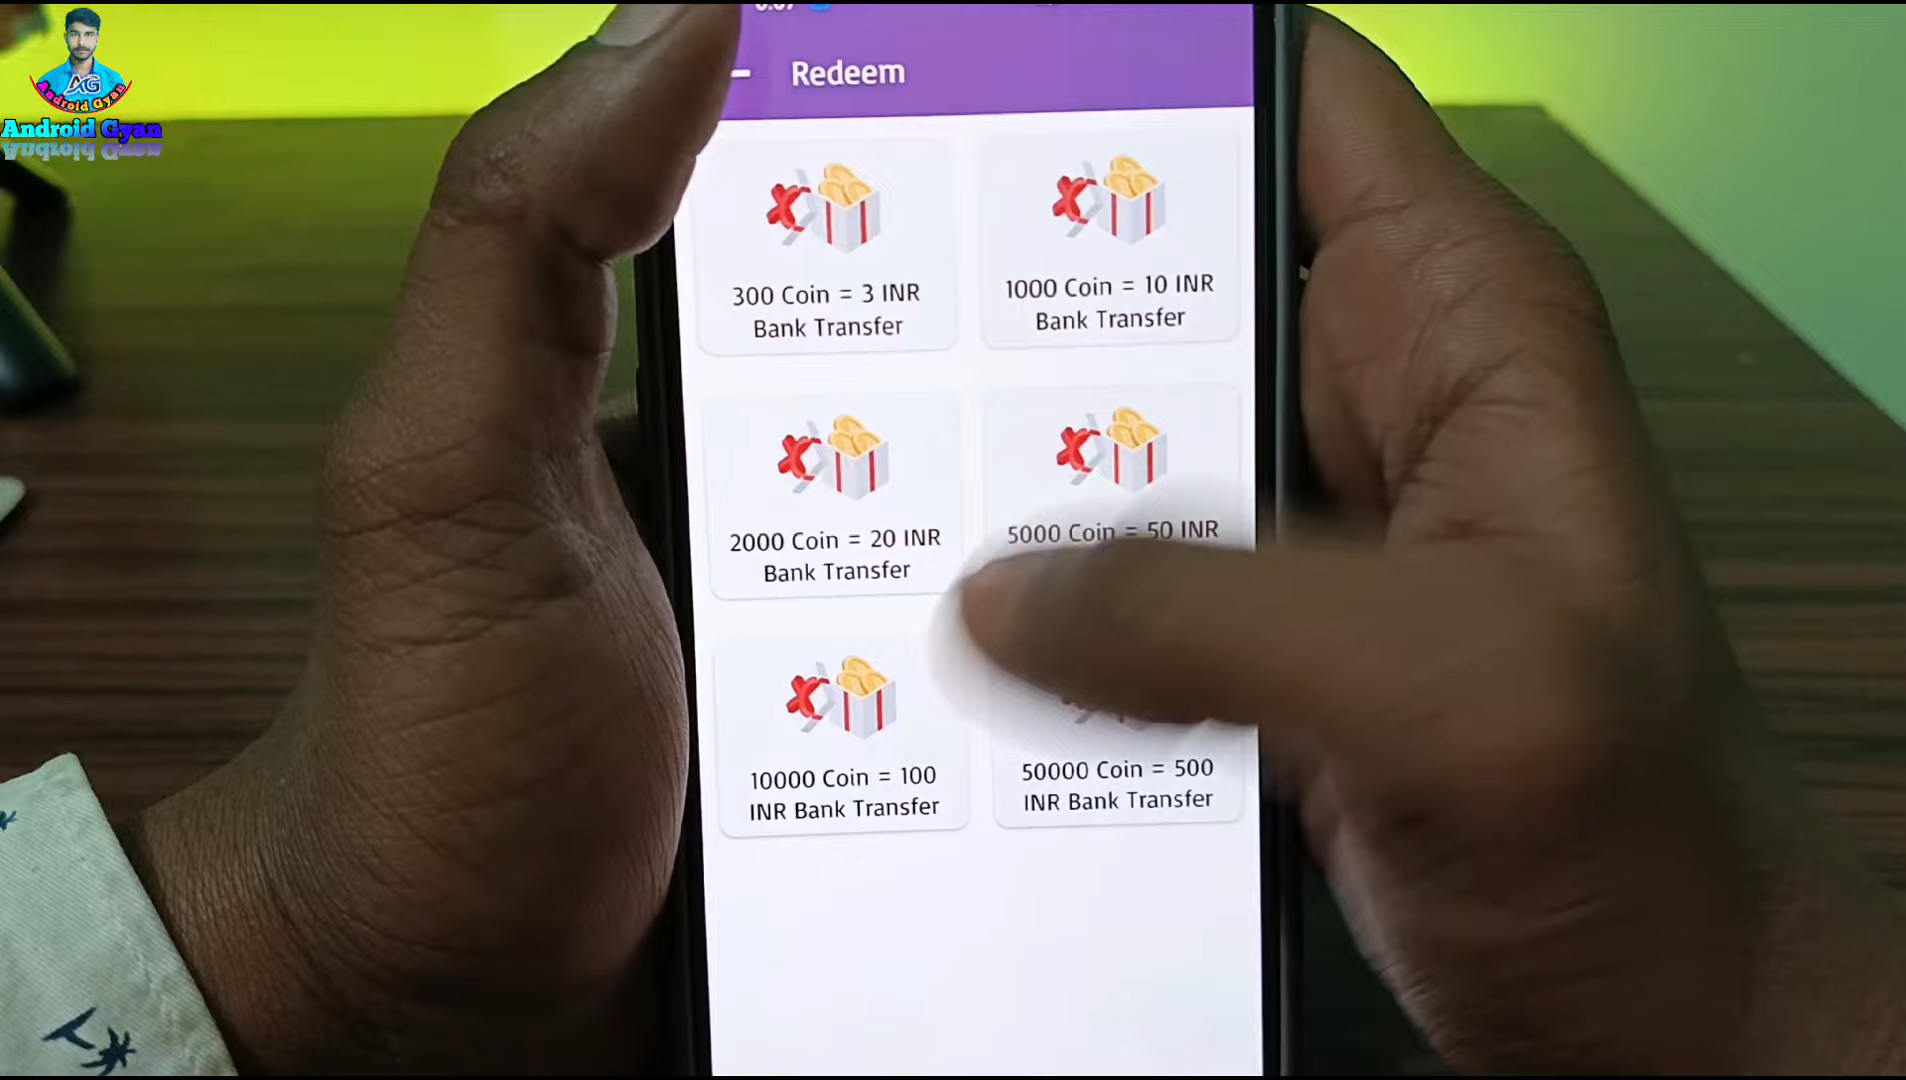 AG
Android Gyan
Android Gyan
Redeem
300 Coin = 3 INR
Bank Transfer
1000 Coin = 10 INR
Bank Transfer
2000 Coin = 20 INR
Bank Transfer
5000 Coin = 50 INR
10000 Coin = 100
INR Bank Transfer
50000 Coin = 500
INR Bank Transfer